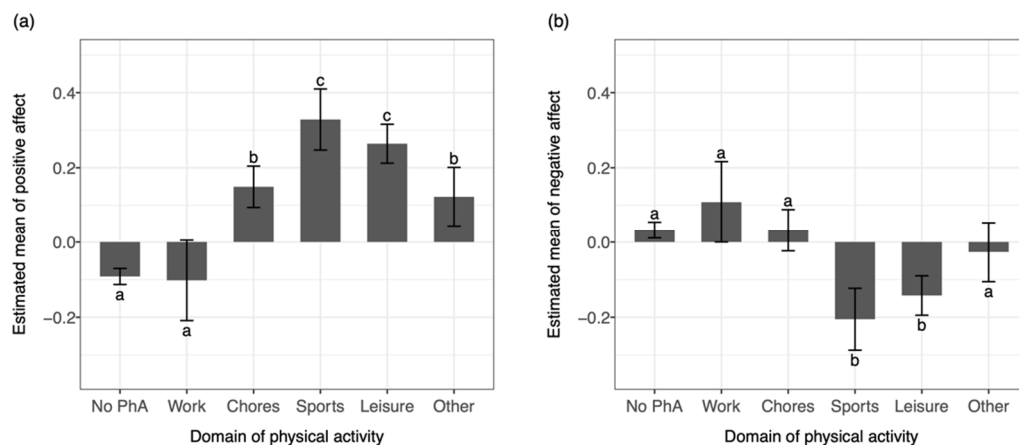 (a)
Estimated mean of positive affect
0.4
0.2
0.0
−0.2
a
a
b
c
c
b
No PhA Work Chores Sports Leisure Other
Domain of physical activity
(b)
Estimated mean of negative affect
0.4
0.2
0.0
−0.2
a
a
a
b
b
a
No PhA Work Chores Sports Leisure Other
Domain of physical activity